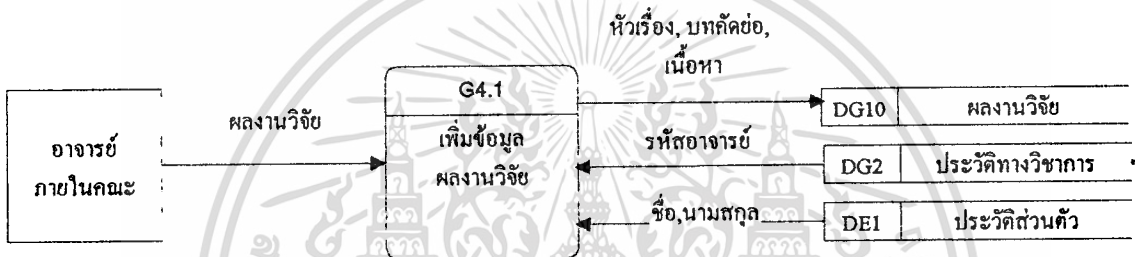 หัวเรื่อง, บทคัดย่อ,
เนื้อหา
อาจารย์
ภายในคณะ
ผลงานวิจัย
G4.1
เพิ่มข้อมูล
ผลงานวิจัย
DG10 ผลงานวิจัย
รหัสอาจารย์
DG2 ประวัติทางวิชาการ
ชื่อ,นามสกุล
DE1 ประวัติส่วนตัว